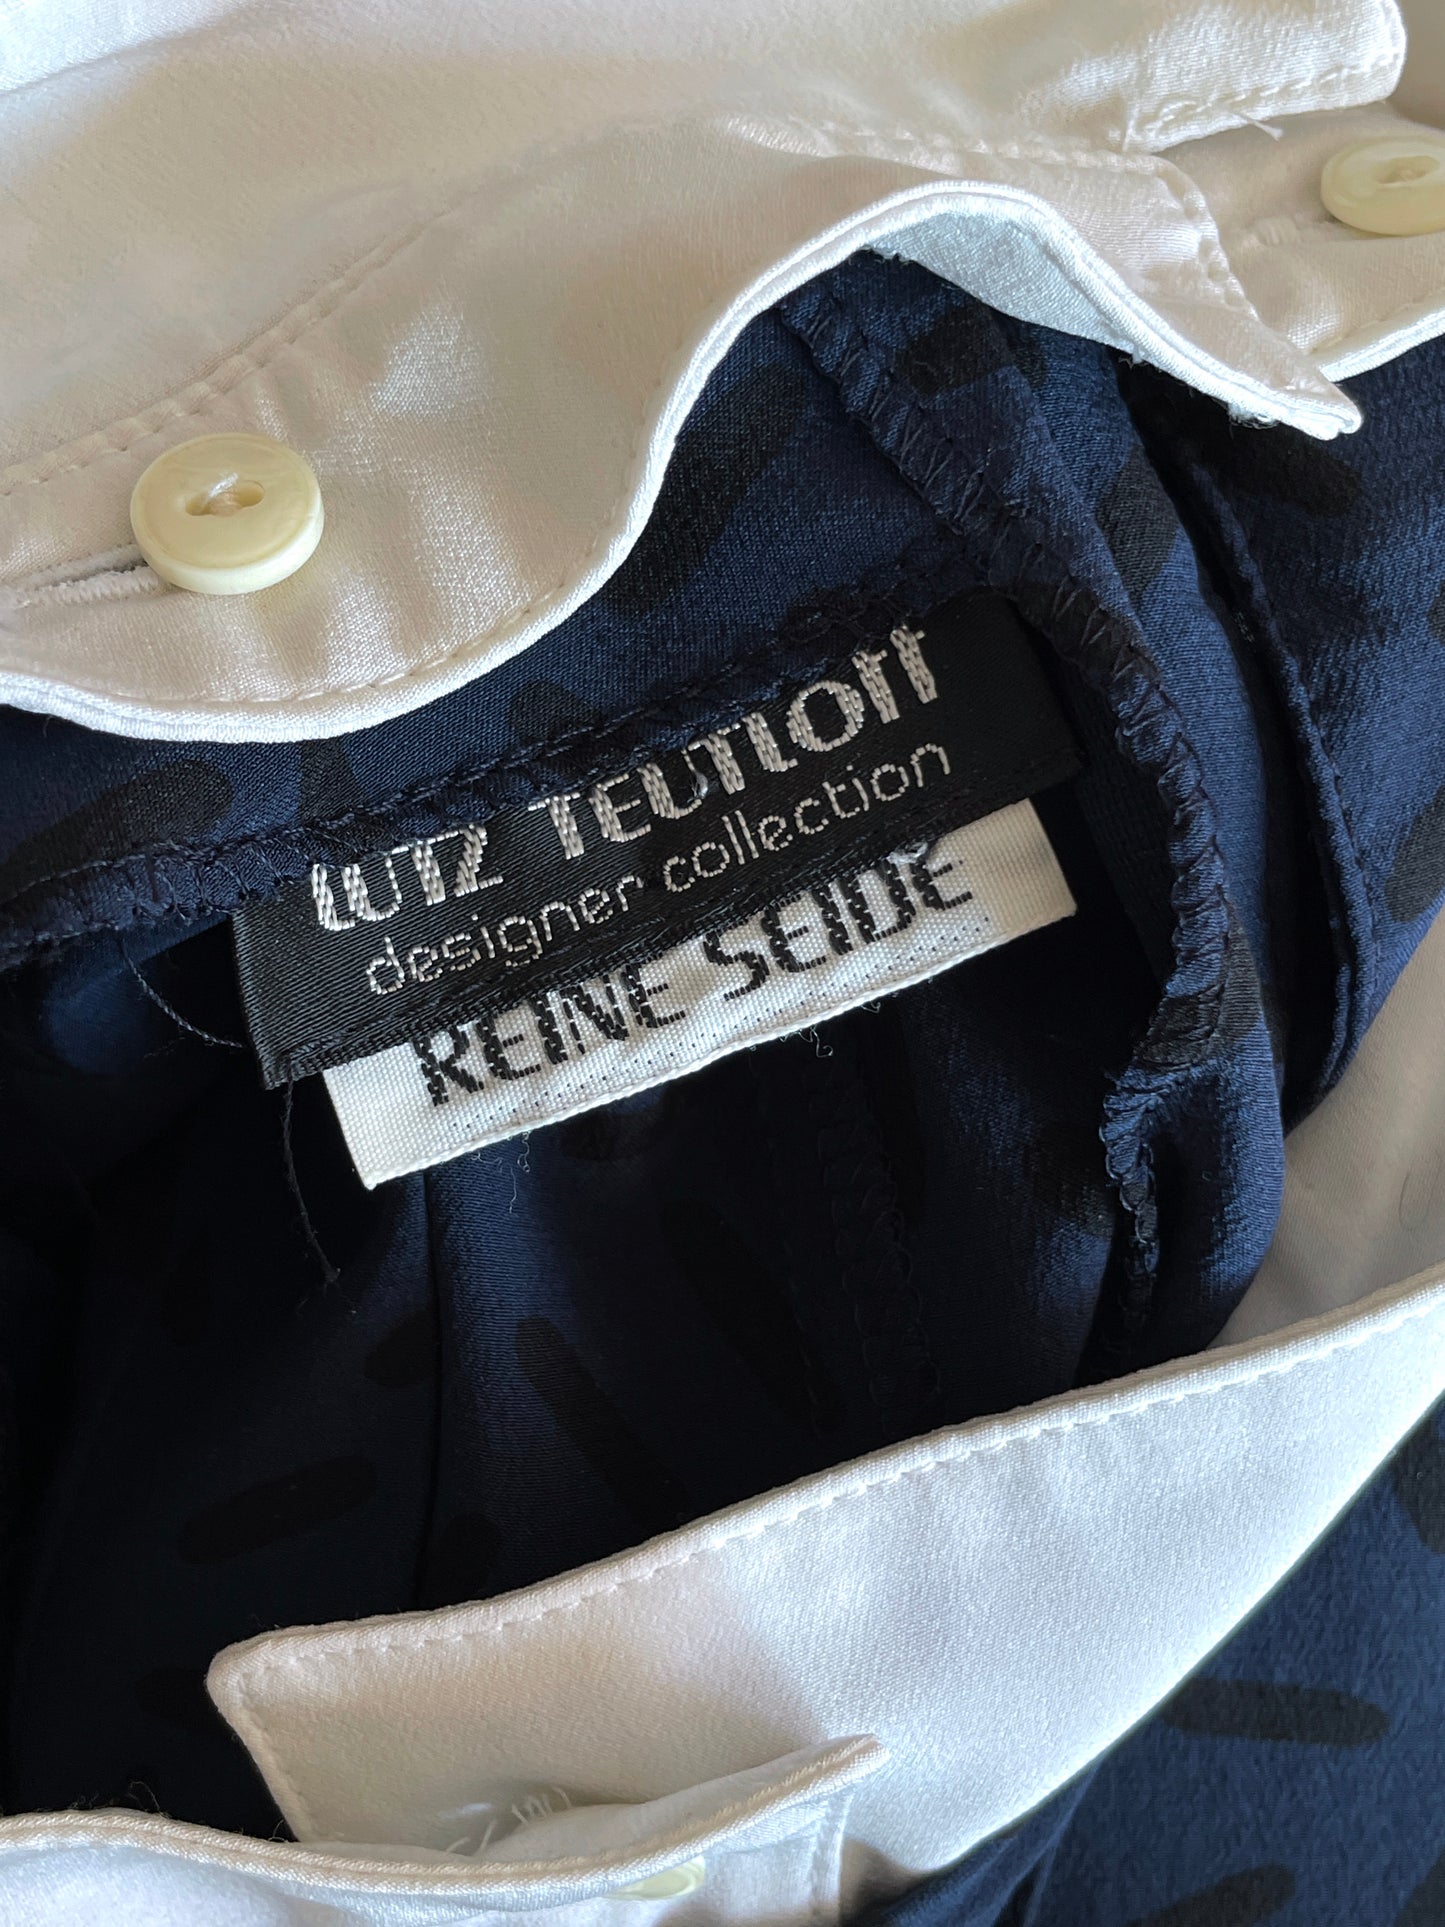 LUTZ TEUTLOFF
designer collection
REINE SEIDE